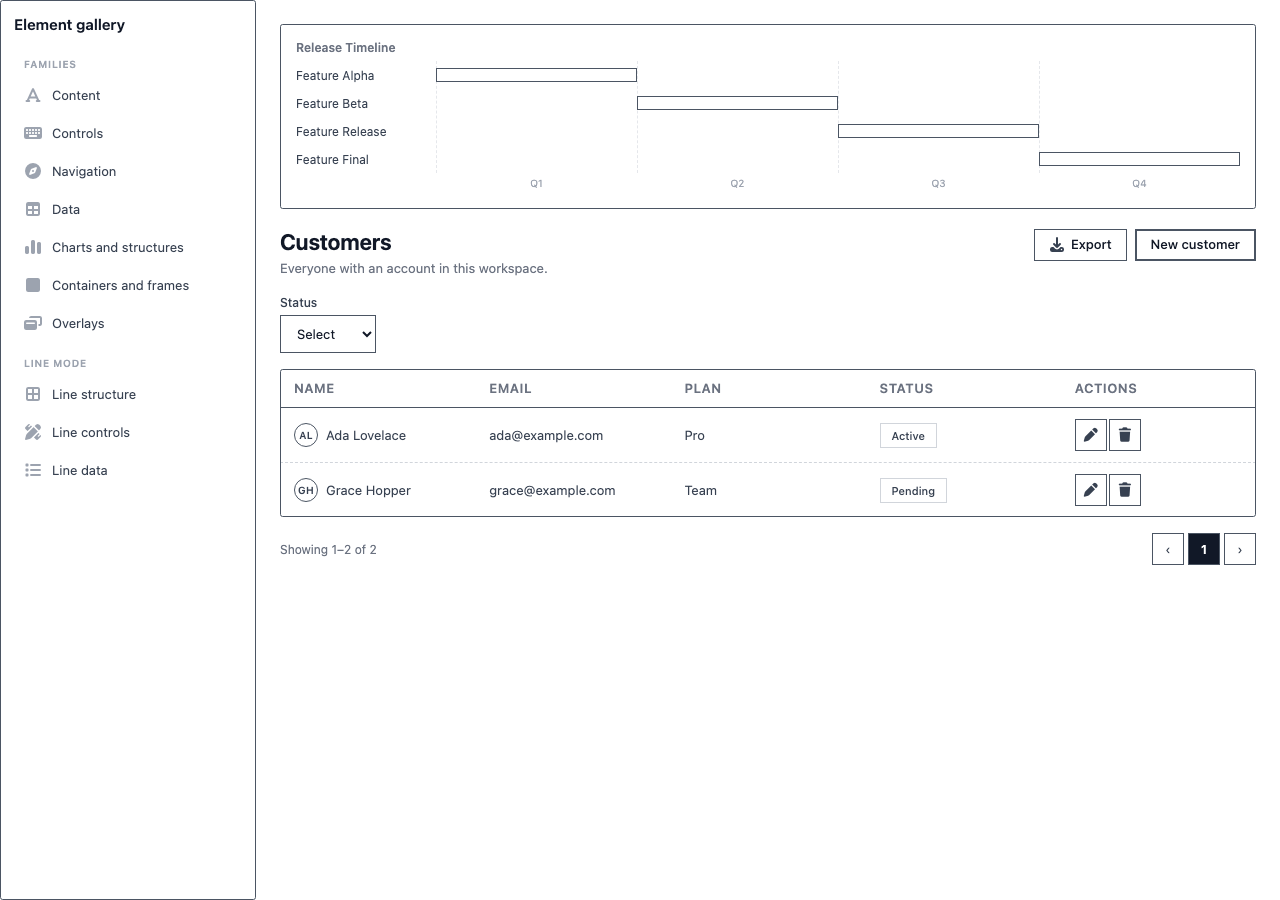 Element gallery
FAMILIES
Content
Controls
Navigation
Data
Charts and structures
Containers and frames
Overlays
LINE MODE
Line structure
Line controls
Line data
Release Timeline
Feature Alpha
Feature Beta
Feature Release
Feature Final
Q1 Q2 Q3 Q4
Customers
Everyone with an account in this workspace.
Export
New customer
Status
Select
NAME EMAIL PLAN STATUS ACTIONS
AL Ada Lovelace ada@example.com Pro Active
GH Grace Hopper grace@example.com Team Pending
Showing 1–2 of 2
‹ 1 ›